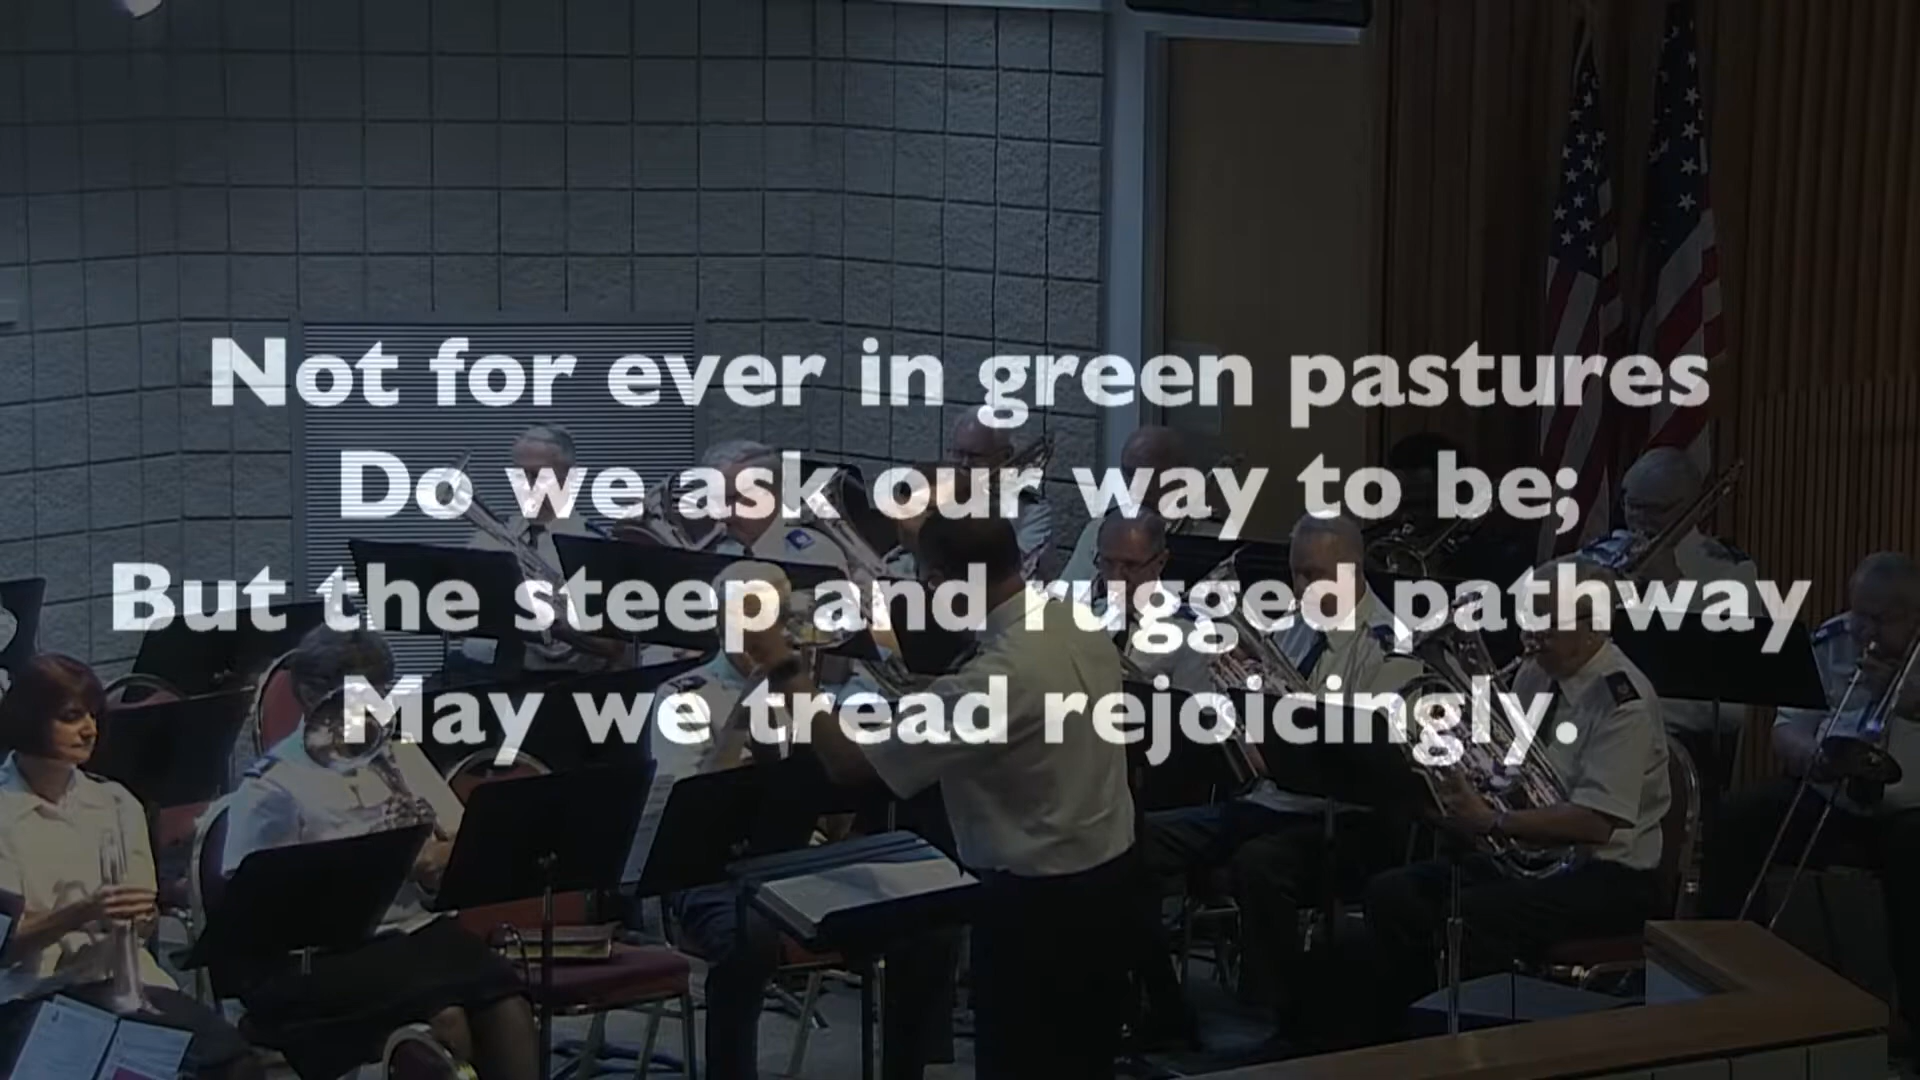 Not for ever in green pastures
Do we ask our way to be;
But the steep and rugged pathway
May we tread rejoicingly.